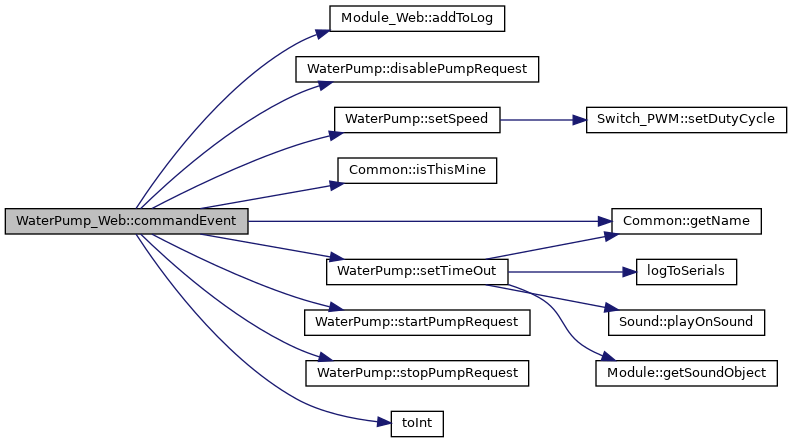 Module_Web::addToLog
WaterPump::disablePumpRequest
WaterPump::setSpeed
Switch_PWM::setDutyCycle
Common::isThisMine
WaterPump_Web::commandEvent
Common::getName
WaterPump::setTimeOut
logToSerials
WaterPump::startPumpRequest
Sound::playOnSound
WaterPump::stopPumpRequest
Module::getSoundObject
toInt